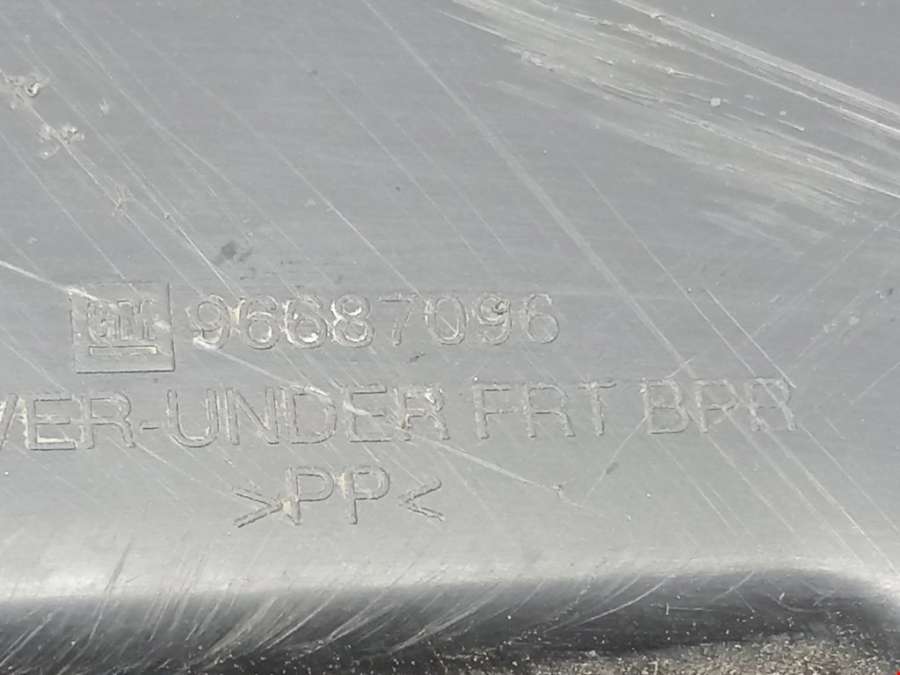 GM 96687096
VER-UNDER FRT BPR
>PP<